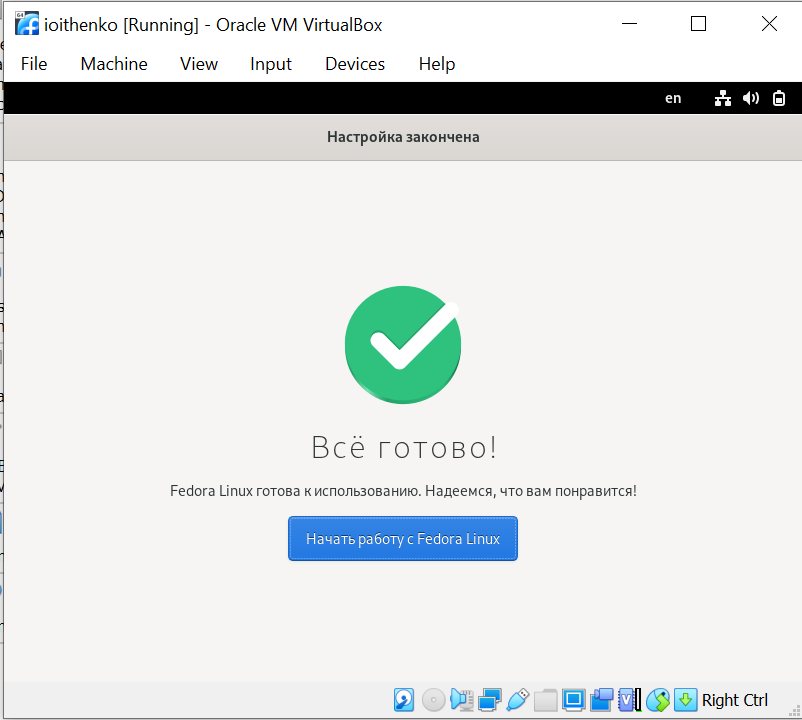 ioithenko [Running] - Oracle VM VirtualBox
File Machine View Input Devices Help
en
Настройка закончена
Всё готово!
Fedora Linux готова к использованию. Надеемся, что вам понравится!
Начать работу с Fedora Linux
Right Ctrl